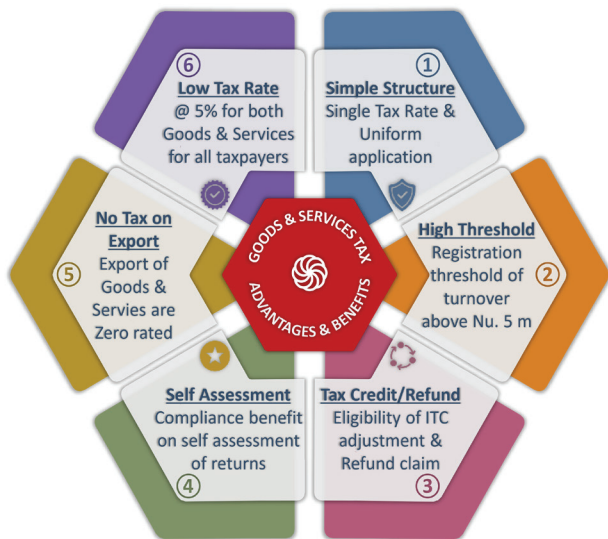 GOODS & SERVICES TAX
ADVANTAGES & BENEFITS
1
Simple Structure
Single Tax Rate &
Uniform
application
2
High Threshold
Registration
threshold of
turnover
above Nu. 5 m
3
Tax Credit/Refund
Eligibility of ITC
adjustment &
Refund claim
4
Self Assessment
Compliance benefit
on self assessment
of returns
5
No Tax on
Export
Export of
Goods &
Servies are
Zero rated
6
Low Tax Rate
@ 5% for both
Goods & Services
for all taxpayers